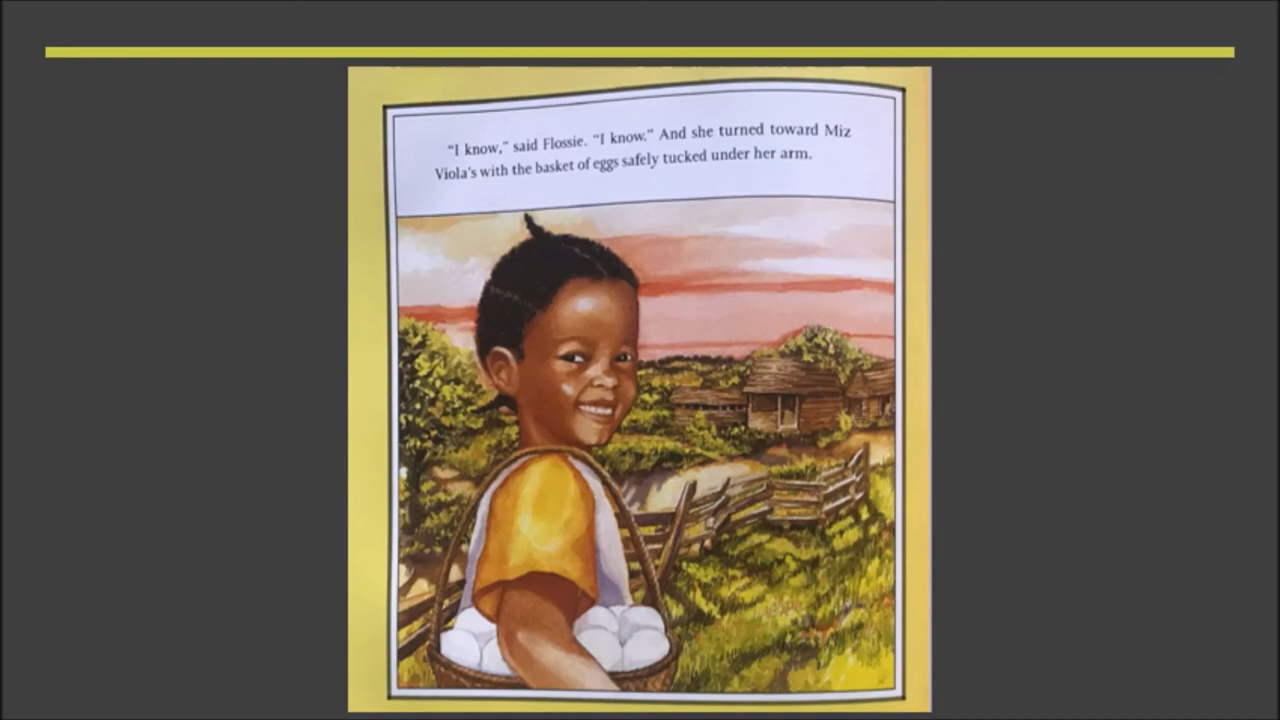 “I know,” said Flossie. “I know.” And she turned toward Miz
Viola's with the basket of eggs safely tucked under her arm.